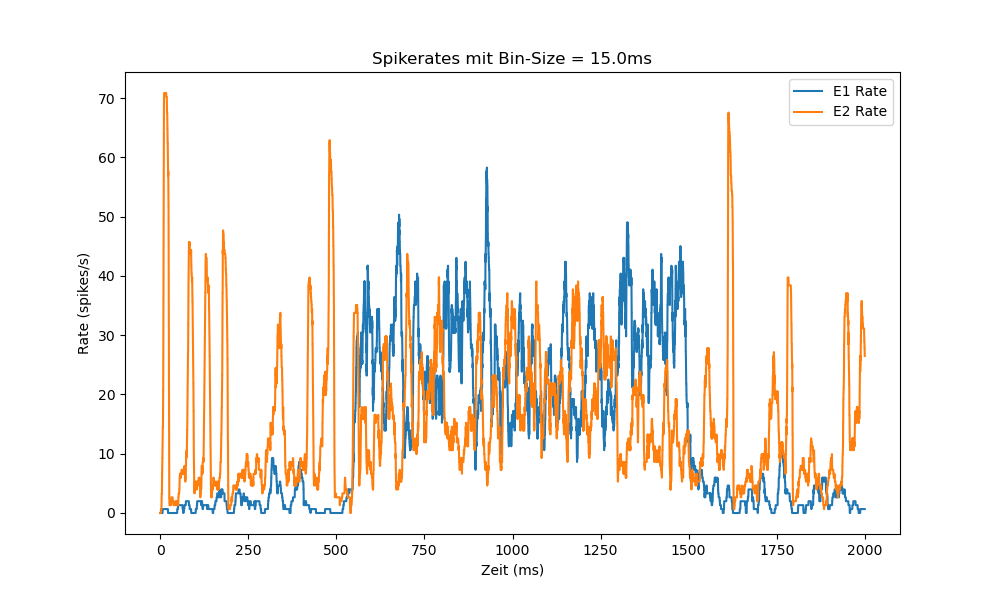 Spikerates mit Bin-Size = 15.0ms
E1 Rate
E2 Rate
70
60
50
40
30
20
10
0
Rate (spikes/s)
0 250 500 750 1000 1250 1500 1750 2000
Zeit (ms)